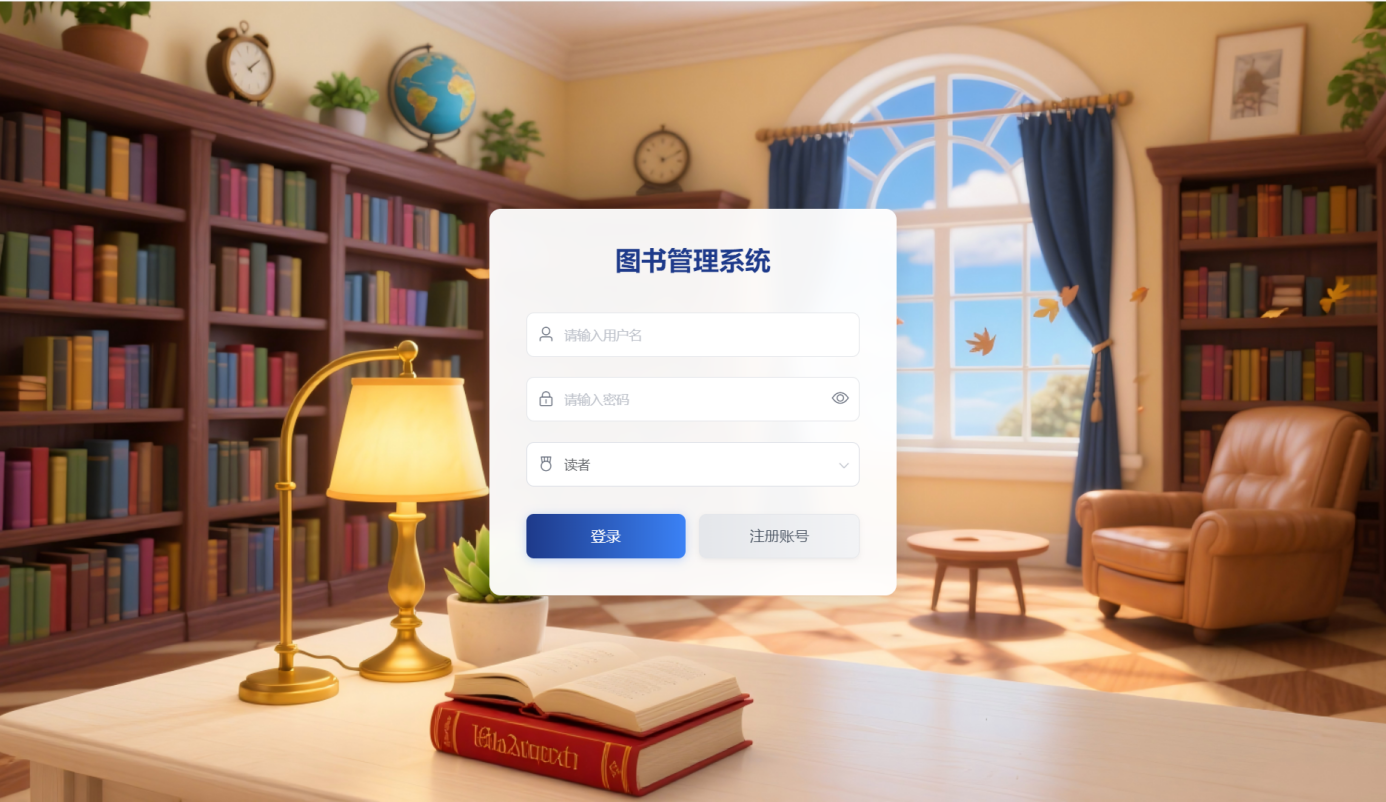 图书管理系统
请输入用户名
请输入密码
读者
登录 注册账号